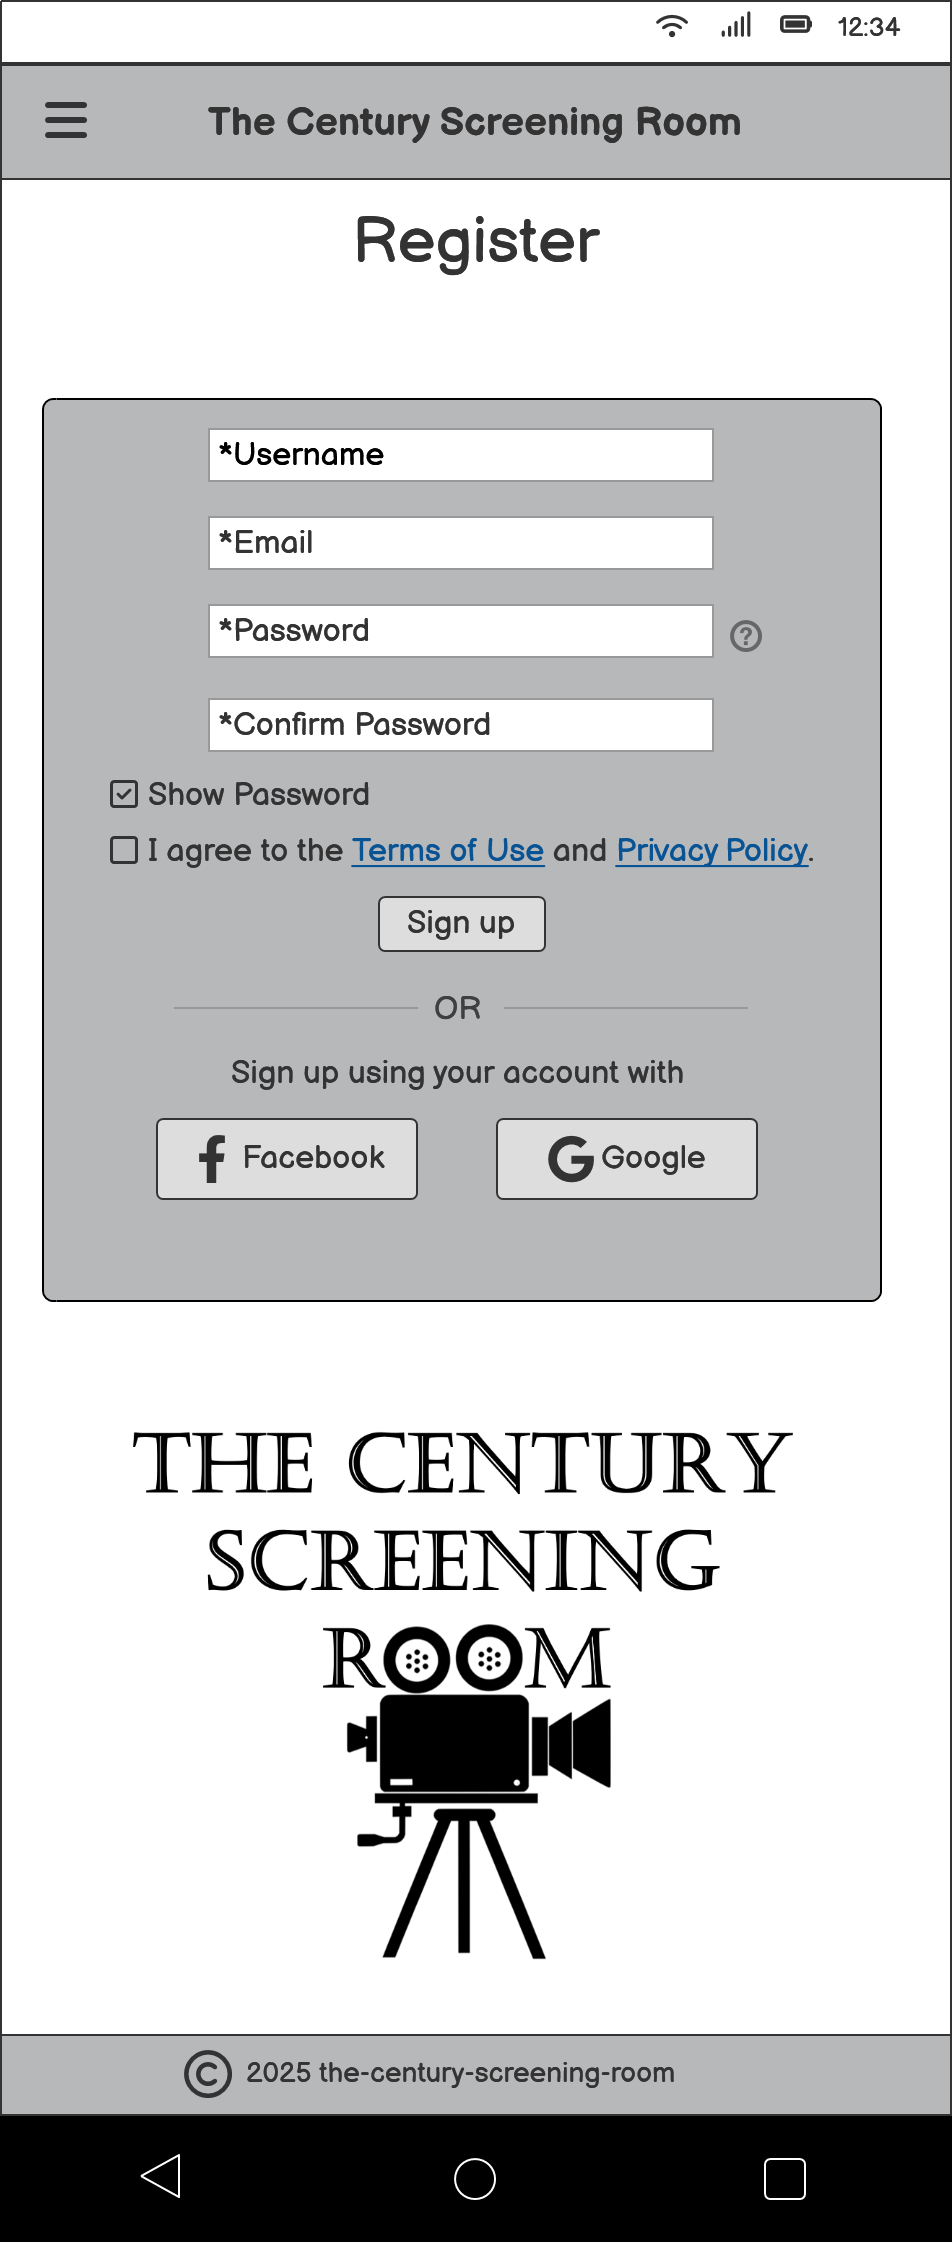 12:34
The Century Screening Room
Register
*Username
*Email
*Password
?
*Confirm Password
Show Password
I agree to the Terms of Use and Privacy Policy.
Sign up
OR
Sign up using your account with
f Facebook
G Google
THE CENTURY
SCREENING
ROOM
© 2025 the-century-screening-room